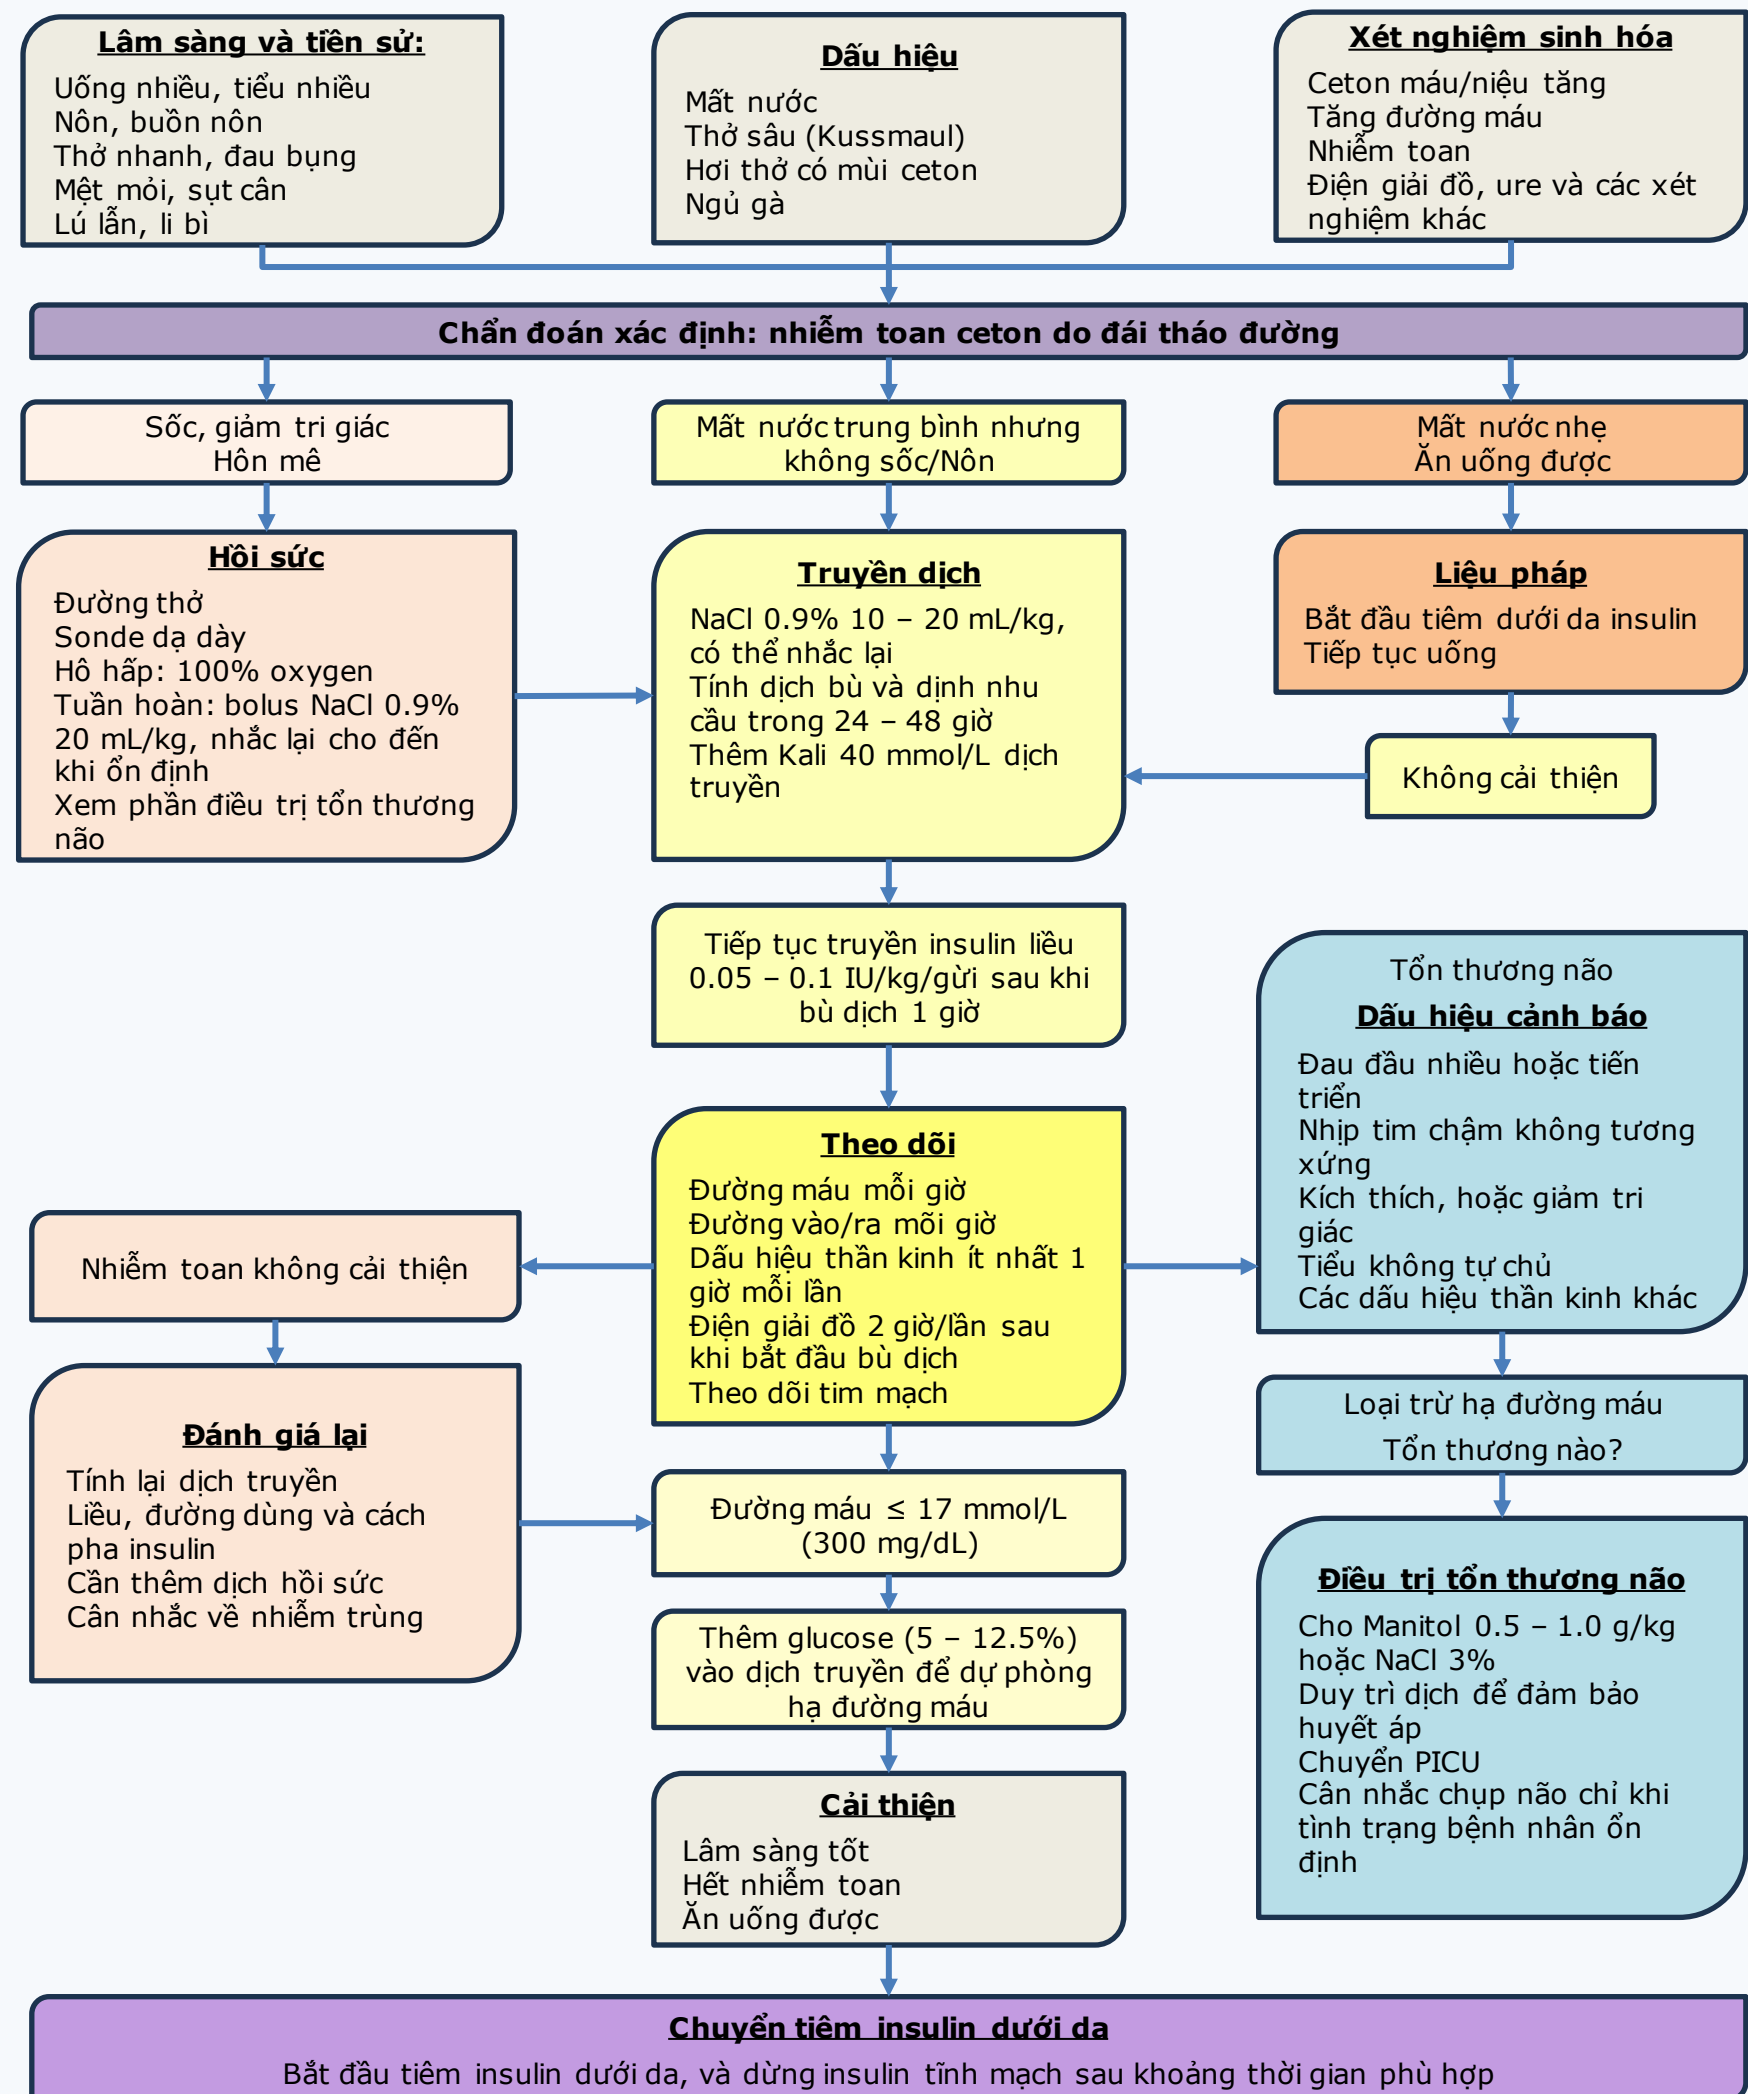 Lâm sàng và tiền sử:
Uống nhiều, tiểu nhiều
Nôn, buồn nôn
Thở nhanh, đau bụng
Mệt mỏi, sụt cân
Lú lẫn, li bì
Dấu hiệu
Mất nước
Thở sâu (Kussmaul)
Hơi thở có mùi ceton
Ngủ gà
Xét nghiệm sinh hóa
Ceton máu/niệu tăng
Tăng đường máu
Nhiễm toan
Điện giải đồ, ure và các xét
nghiệm khác
Chẩn đoán xác định: nhiễm toan ceton do đái tháo đường
Sốc, giảm tri giác
Hôn mê
Mất nước trung bình nhưng
không sốc/Nôn
Mất nước nhẹ
Ăn uống được
Hồi sức
Đường thở
Sonde dạ dày
Hô hấp: 100% oxygen
Tuần hoàn: bolus NaCl 0.9%
20 mL/kg, nhắc lại cho đến
khi ổn định
Xem phần điều trị tổn thương
não
Truyền dịch
NaCl 0.9% 10 – 20 mL/kg,
có thể nhắc lại
Tính dịch bù và dịnh nhu
cầu trong 24 – 48 giờ
Thêm Kali 40 mmol/L dịch
truyền
Liệu pháp
Bắt đầu tiêm dưới da insulin
Tiếp tục uống
Không cải thiện
Tiếp tục truyền insulin liều
0.05 – 0.1 IU/kg/gừi sau khi
bù dịch 1 giờ
Tổn thương não
Dấu hiệu cảnh báo
Đau đầu nhiều hoặc tiến
triển
Nhịp tim chậm không tương
xứng
Kích thích, hoặc giảm tri
giác
Tiểu không tự chủ
Các dấu hiệu thần kinh khác
Theo dõi
Đường máu mỗi giờ
Đường vào/ra mõi giờ
Dấu hiệu thần kinh ít nhất 1
giờ mỗi lần
Điện giải đồ 2 giờ/lần sau
khi bắt đầu bù dịch
Theo dõi tim mạch
Nhiễm toan không cải thiện
Đánh giá lại
Tính lại dịch truyền
Liều, đường dùng và cách
pha insulin
Cần thêm dịch hồi sức
Cân nhắc về nhiễm trùng
Loại trừ hạ đường máu
Tổn thương nào?
Đường máu ≤ 17 mmol/L
(300 mg/dL)
Thêm glucose (5 – 12.5%)
vào dịch truyền để dự phòng
hạ đường máu
Điều trị tổn thương não
Cho Manitol 0.5 – 1.0 g/kg
hoặc NaCl 3%
Duy trì dịch để đảm bảo
huyết áp
Chuyển PICU
Cân nhắc chụp não chỉ khi
tình trạng bệnh nhân ổn
định
Cải thiện
Lâm sàng tốt
Hết nhiễm toan
Ăn uống được
Chuyển tiêm insulin dưới da
Bắt đầu tiêm insulin dưới da, và dừng insulin tĩnh mạch sau khoảng thời gian phù hợp